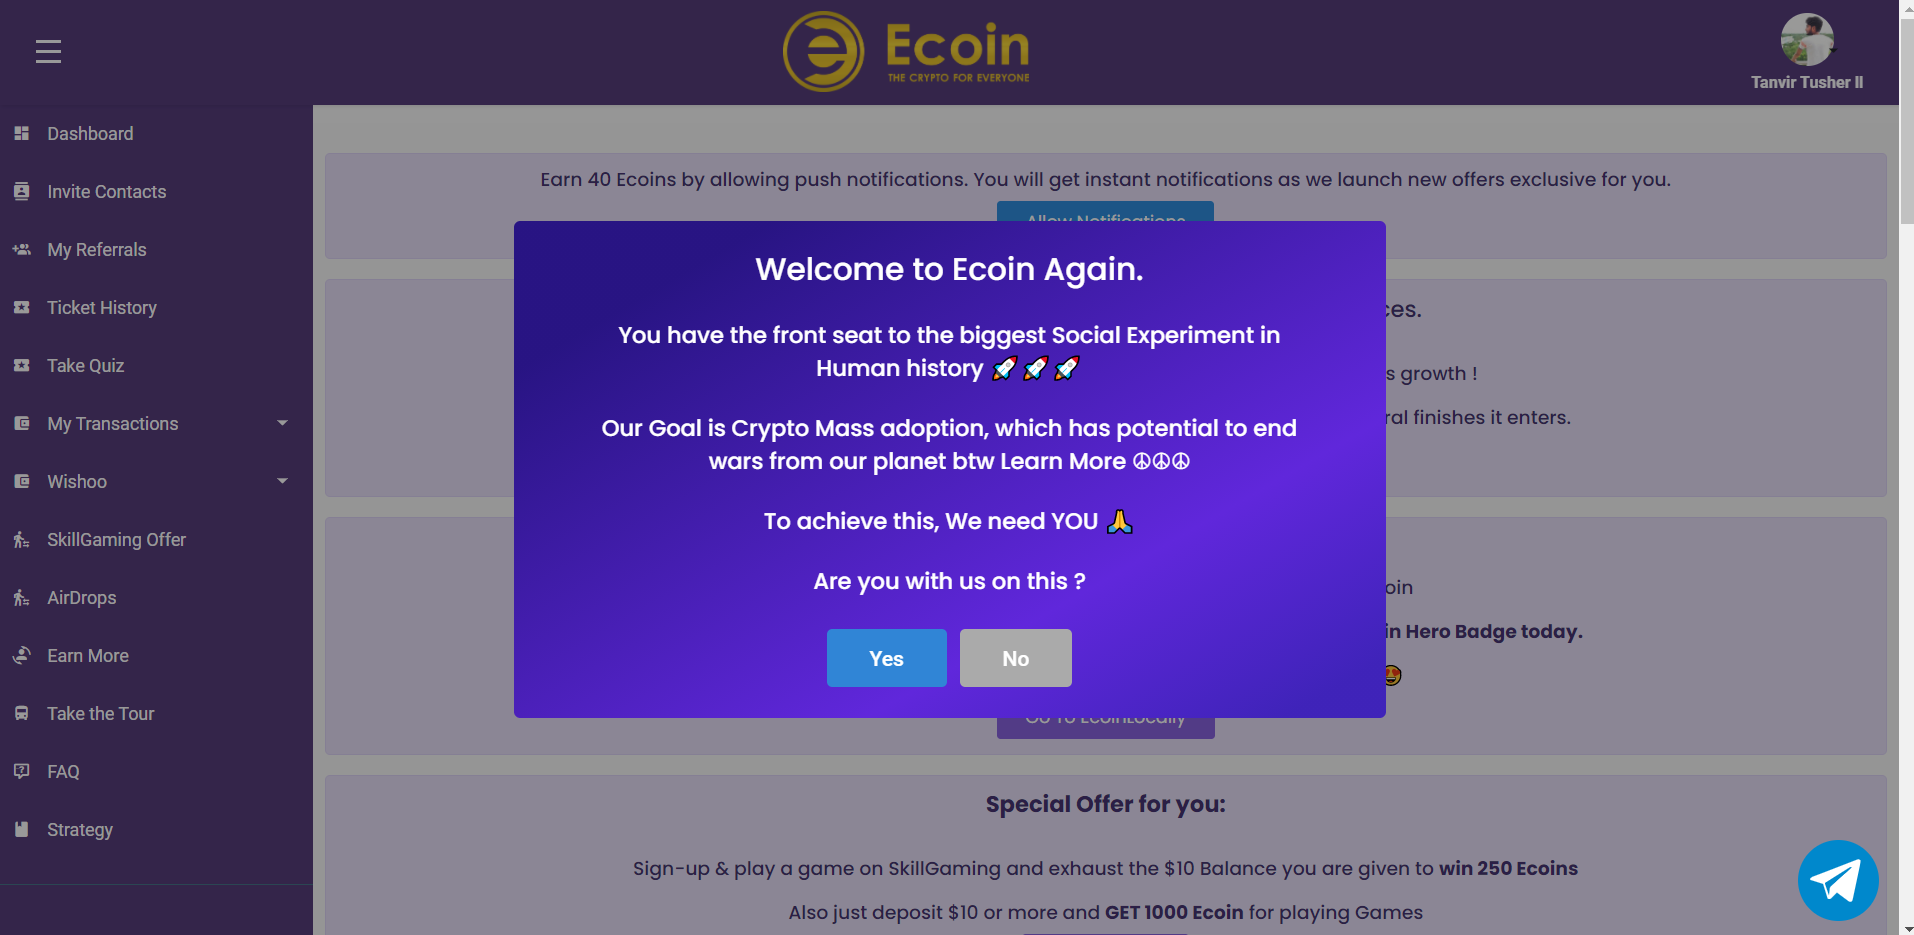 Ecoin
THE CRYPTO FOR EVERYONE
Tanvir Tusher II
Dashboard
Invite Contacts
My Referrals
Ticket History
Take Quiz
My Transactions
Wishoo
SkillGaming Offer
AirDrops
Earn More
Take the Tour
FAQ
Strategy
Earn 40 Ecoins by allowing push notifications. You will get instant notifications as we launch new offers exclusive for you.
Allow Notifications
Welcome to Ecoin Again.
You have the front seat to the biggest Social Experiment in
Human history 🚀🚀🚀
Our Goal is Crypto Mass adoption, which has potential to end
wars from our planet btw Learn More ☮☮☮
To achieve this, We need YOU 🙏
Are you with us on this ?
Yes
No
s growth !
finishes it enters.
Hero Badge today.
😍
Go To EcoinLocally
Special Offer for you:
Sign-up & play a game on SkillGaming and exhaust the $10 Balance you are given to win 250 Ecoins
Also just deposit $10 or more and GET 1000 Ecoin for playing Games